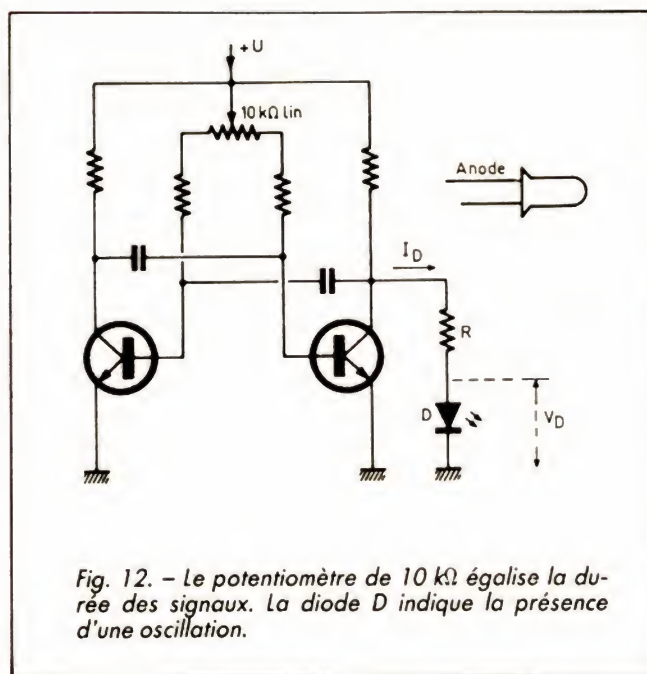 +U
10 kΩ lin
Anode
I_D
R
D
V_D
Fig. 12. – Le potentiomètre de 10 kΩ égalise la du-
rée des signaux. La diode D indique la présence
d'une oscillation.